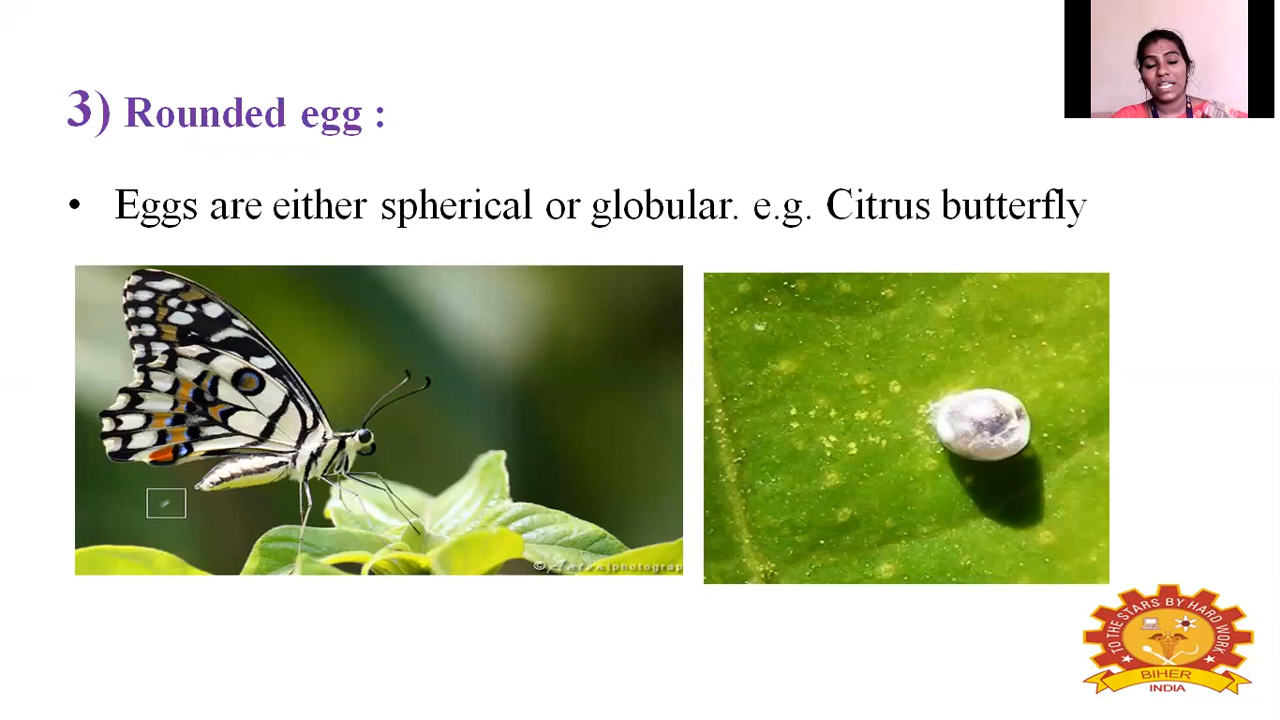 3) Rounded egg :
• Eggs are either spherical or globular. e.g. Citrus butterfly
TO THE STARS BY HARD WORK
BIHER
INDIA